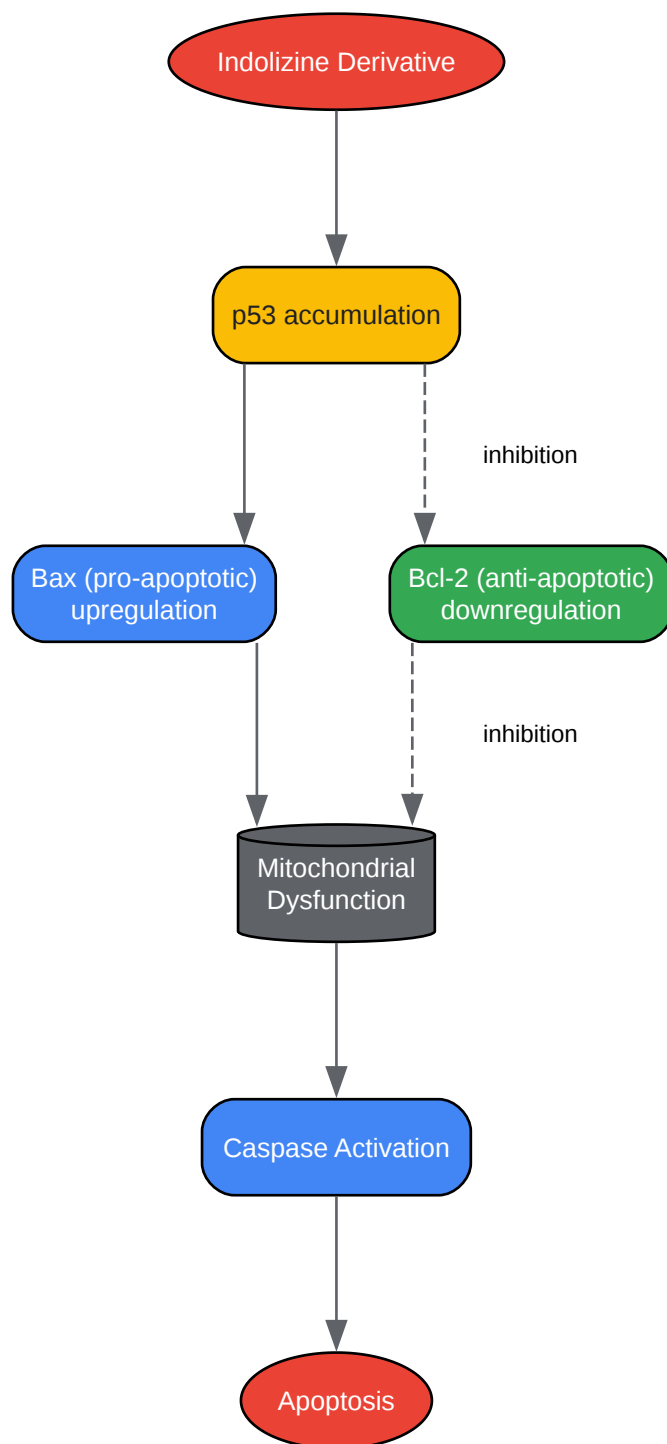 Indolizine Derivative
p53 accumulation
inhibition
Bax (pro-apoptotic)
upregulation
Bcl-2 (anti-apoptotic)
downregulation
inhibition
Mitochondrial
Dysfunction
Caspase Activation
Apoptosis